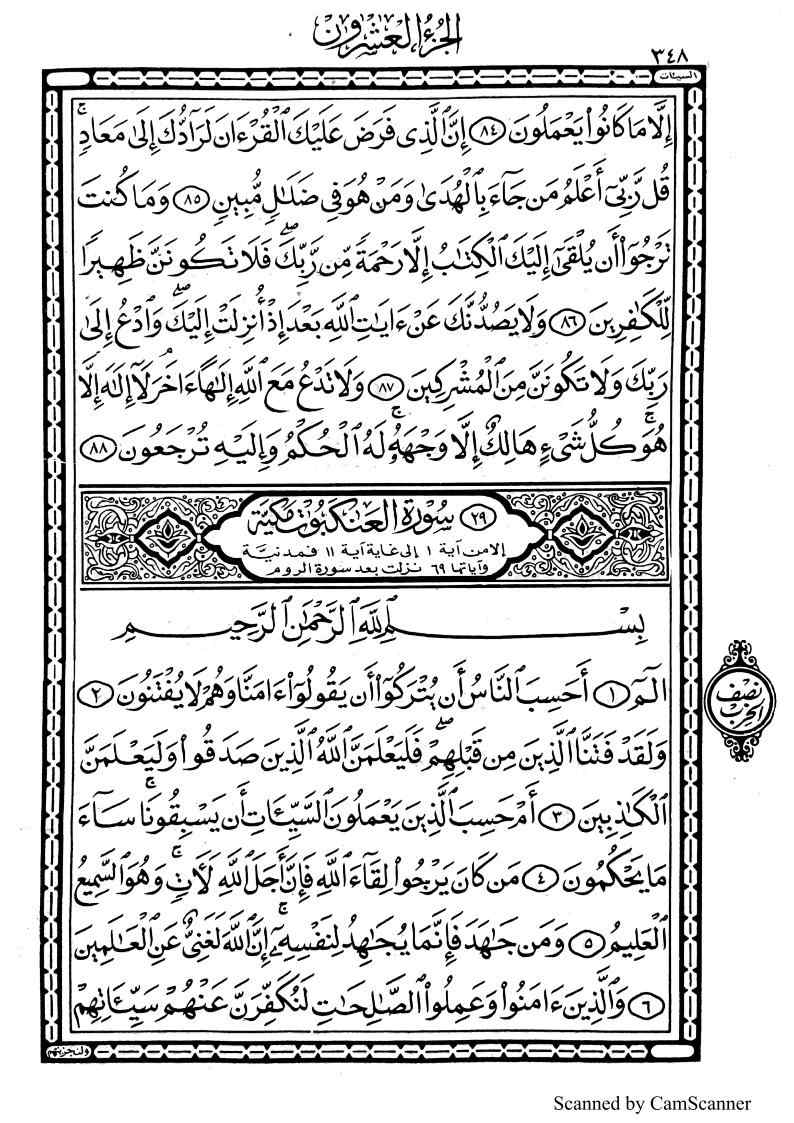 الجزء العشرون
٣٤٨
السيئات
إِلَّا مَا كَانُوا۟ يَعْمَلُونَ ٨٤ إِنَّ ٱلَّذِى فَرَضَ عَلَيْكَ ٱلْقُرْءَانَ لَرَآدُّكَ إِلَىٰ مَعَادٍ ۚ
قُل رَّبِّىٓ أَعْلَمُ مَن جَآءَ بِٱلْهُدَىٰ وَمَنْ هُوَ فِى ضَلَـٰلٍ مُّبِينٍ ٨٥ وَمَا كُنتَ
تَرْجُوٓا۟ أَن يُلْقَىٰٓ إِلَيْكَ ٱلْكِتَـٰبُ إِلَّا رَحْمَةً مِّن رَّبِّكَ ۖ فَلَا تَكُونَنَّ ظَهِيرًا
لِّلْكَـٰفِرِينَ ٨٦ وَلَا يَصُدُّنَّكَ عَنْ ءَايَـٰتِ ٱللَّهِ بَعْدَ إِذْ أُنزِلَتْ إِلَيْكَ ۖ وَٱدْعُ إِلَىٰ
رَبِّكَ وَلَا تَكُونَنَّ مِنَ ٱلْمُشْرِكِينَ ٨٧ وَلَا تَدْعُ مَعَ ٱللَّهِ إِلَـٰهًا ءَاخَرَ ۘ لَآ إِلَـٰهَ إِلَّا
هُوَ ۚ كُلُّ شَىْءٍ هَالِكٌ إِلَّا وَجْهَهُۥ ۚ لَهُ ٱلْحُكْمُ وَإِلَيْهِ تُرْجَعُونَ ٨٨
٢٩ سورة العنكبوت مكية
إلا من آية ١ إلى غاية آية ١١ فمدنية
وآياتها ٦٩ نزلت بعد سورة الروم
بِسْمِ ٱللَّهِ ٱلرَّحْمَـٰنِ ٱلرَّحِيمِ
الٓمٓ ١ أَحَسِبَ ٱلنَّاسُ أَن يُتْرَكُوٓا۟ أَن يَقُولُوٓا۟ ءَامَنَّا وَهُمْ لَا يُفْتَنُونَ ٢
نصف
الحزب
وَلَقَدْ فَتَنَّا ٱلَّذِينَ مِن قَبْلِهِمْ ۖ فَلَيَعْلَمَنَّ ٱللَّهُ ٱلَّذِينَ صَدَقُوا۟ وَلَيَعْلَمَنَّ
ٱلْكَـٰذِبِينَ ٣ أَمْ حَسِبَ ٱلَّذِينَ يَعْمَلُونَ ٱلسَّيِّـَٔاتِ أَن يَسْبِقُونَا ۚ سَآءَ
مَا يَحْكُمُونَ ٤ مَن كَانَ يَرْجُوا۟ لِقَآءَ ٱللَّهِ فَإِنَّ أَجَلَ ٱللَّهِ لَـَٔاتٍ ۚ وَهُوَ ٱلسَّمِيعُ
ٱلْعَلِيمُ ٥ وَمَن جَـٰهَدَ فَإِنَّمَا يُجَـٰهِدُ لِنَفْسِهِۦٓ ۚ إِنَّ ٱللَّهَ لَغَنِىٌّ عَنِ ٱلْعَـٰلَمِينَ
٦ وَٱلَّذِينَ ءَامَنُوا۟ وَعَمِلُوا۟ ٱلصَّـٰلِحَـٰتِ لَنُكَفِّرَنَّ عَنْهُمْ سَيِّـَٔاتِهِمْ
ولنجزينهم
Scanned by CamScanner